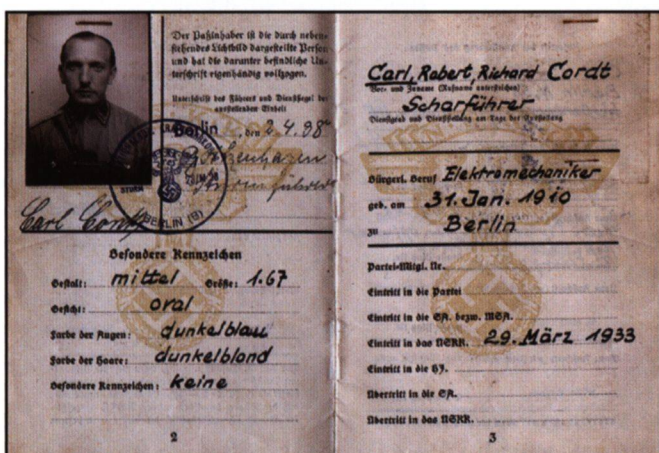 Der Paßinhaber ist die durch neben-
stehendes Lichtbild dargestellte Person
und hat die darunter befindliche Un-
terschrift eigenhändig vollzogen.
Unterschrift des Führers und Dienstsiegel der
ausstellenden Einheit
Berlin, den 2.4.38
Sturmführer
STURM
BERLIN (B)
Carl Cordt
Besondere Kennzeichen
Gestalt: mittel Größe: 1.67
Gesicht: oval
Farbe der Augen: dunkelblau
Farbe der Haare: dunkelblond
Besondere Kennzeichen: keine
2
Carl, Robert, Richard Cordt
Vor- und Zuname (Rufname unterstreichen)
Scharführer
Dienstgrad und Dienststellung am Tage der Ausstellung
Bürgerl. Beruf Elektromechaniker
geb. am 31. Jan. 1910
zu Berlin
Partei-Mitgl. Nr.
Eintritt in die Partei
Eintritt in die SA. bezw. MSA.
Eintritt in das NSKK. 29. März 1933
Eintritt in die HJ.
Übertritt in die SA.
Übertritt in das NSKK.
3